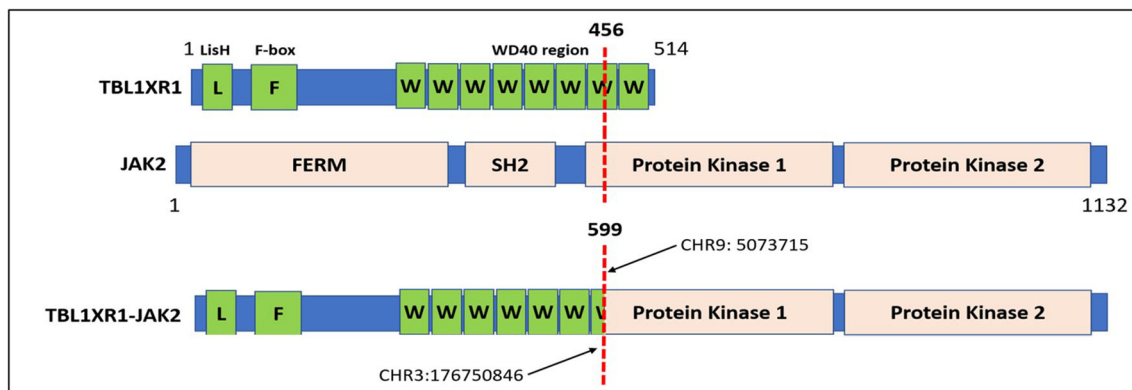 456
1 LisH F-box WD40 region 514
TBL1XR1 L F W W W W W W W W
JAK2 FERM SH2 Protein Kinase 1 Protein Kinase 2
1 1132
599
CHR9: 5073715
TBL1XR1-JAK2 L F W W W W W W W Protein Kinase 1 Protein Kinase 2
CHR3:176750846